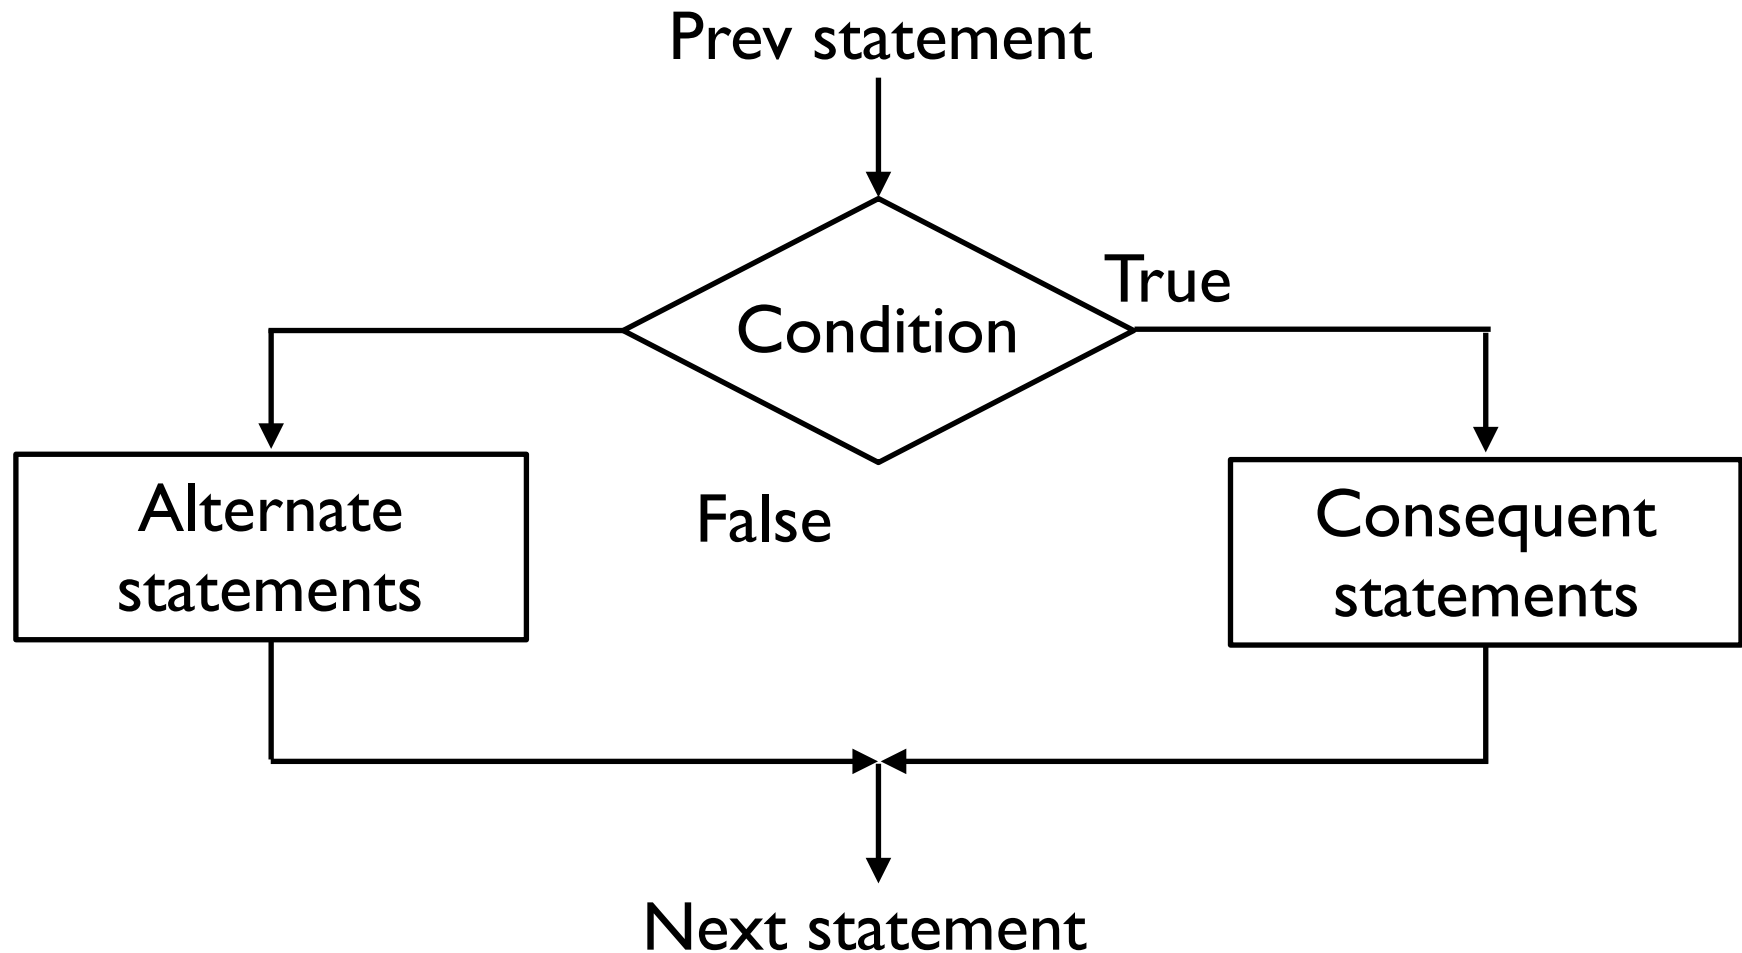 Prev statement
True
Condition
Alternate
statements
False
Consequent
statements
Next statement